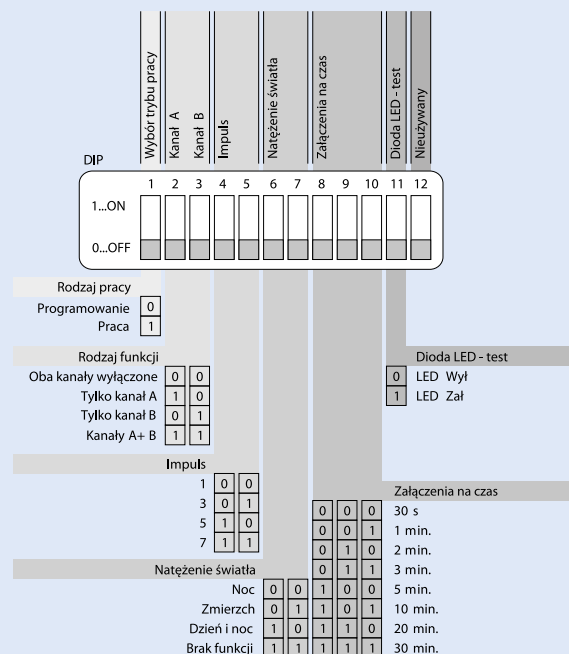 Wybór trybu pracy
Kanał A
Kanał B
Impuls
Natężenie światła
Załączenia na czas
Dioda LED - test
Nieużywany
DIP
1 2 3 4 5 6 7 8 9 10 11 12
1...ON
0...OFF
Rodzaj pracy
Programowanie 0
Praca 1
Rodzaj funkcji
Oba kanały wyłączone 0 0
Tylko kanał A 1 0
Tylko kanał B 0 1
Kanały A+ B 1 1
Dioda LED - test
0 LED Wył
1 LED Zał
Impuls
1 0 0
3 0 1
5 1 0
7 1 1
Załączenia na czas
0 0 0 30 s
0 0 1 1 min.
0 1 0 2 min.
0 1 1 3 min.
Natężenie światła
Noc 0 0 1 0 0 5 min.
Zmierzch 0 1 1 0 1 10 min.
Dzień i noc 1 0 1 1 0 20 min.
Brak funkcji 1 1 1 1 1 30 min.